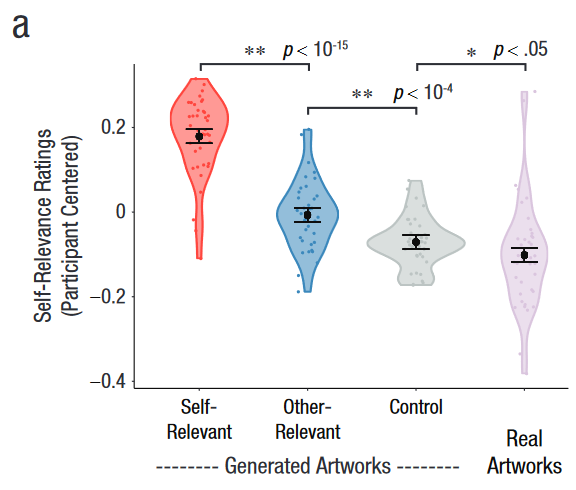 a
** p < 10-15
* p < .05
** p < 10-4
Self-Relevance Ratings
(Participant Centered)
0.2
0
−0.2
−0.4
Self-
Relevant
Other-
Relevant
Control
Real
Artworks
-------- Generated Artworks --------